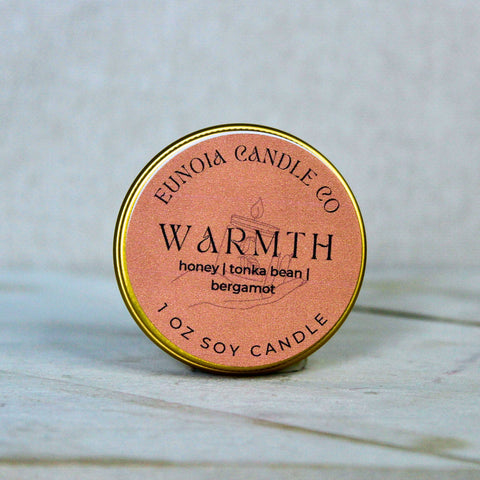 EUNOIA CANDLE CO
WARMTH
honey | tonka bean |
bergamot
1 OZ SOY CANDLE